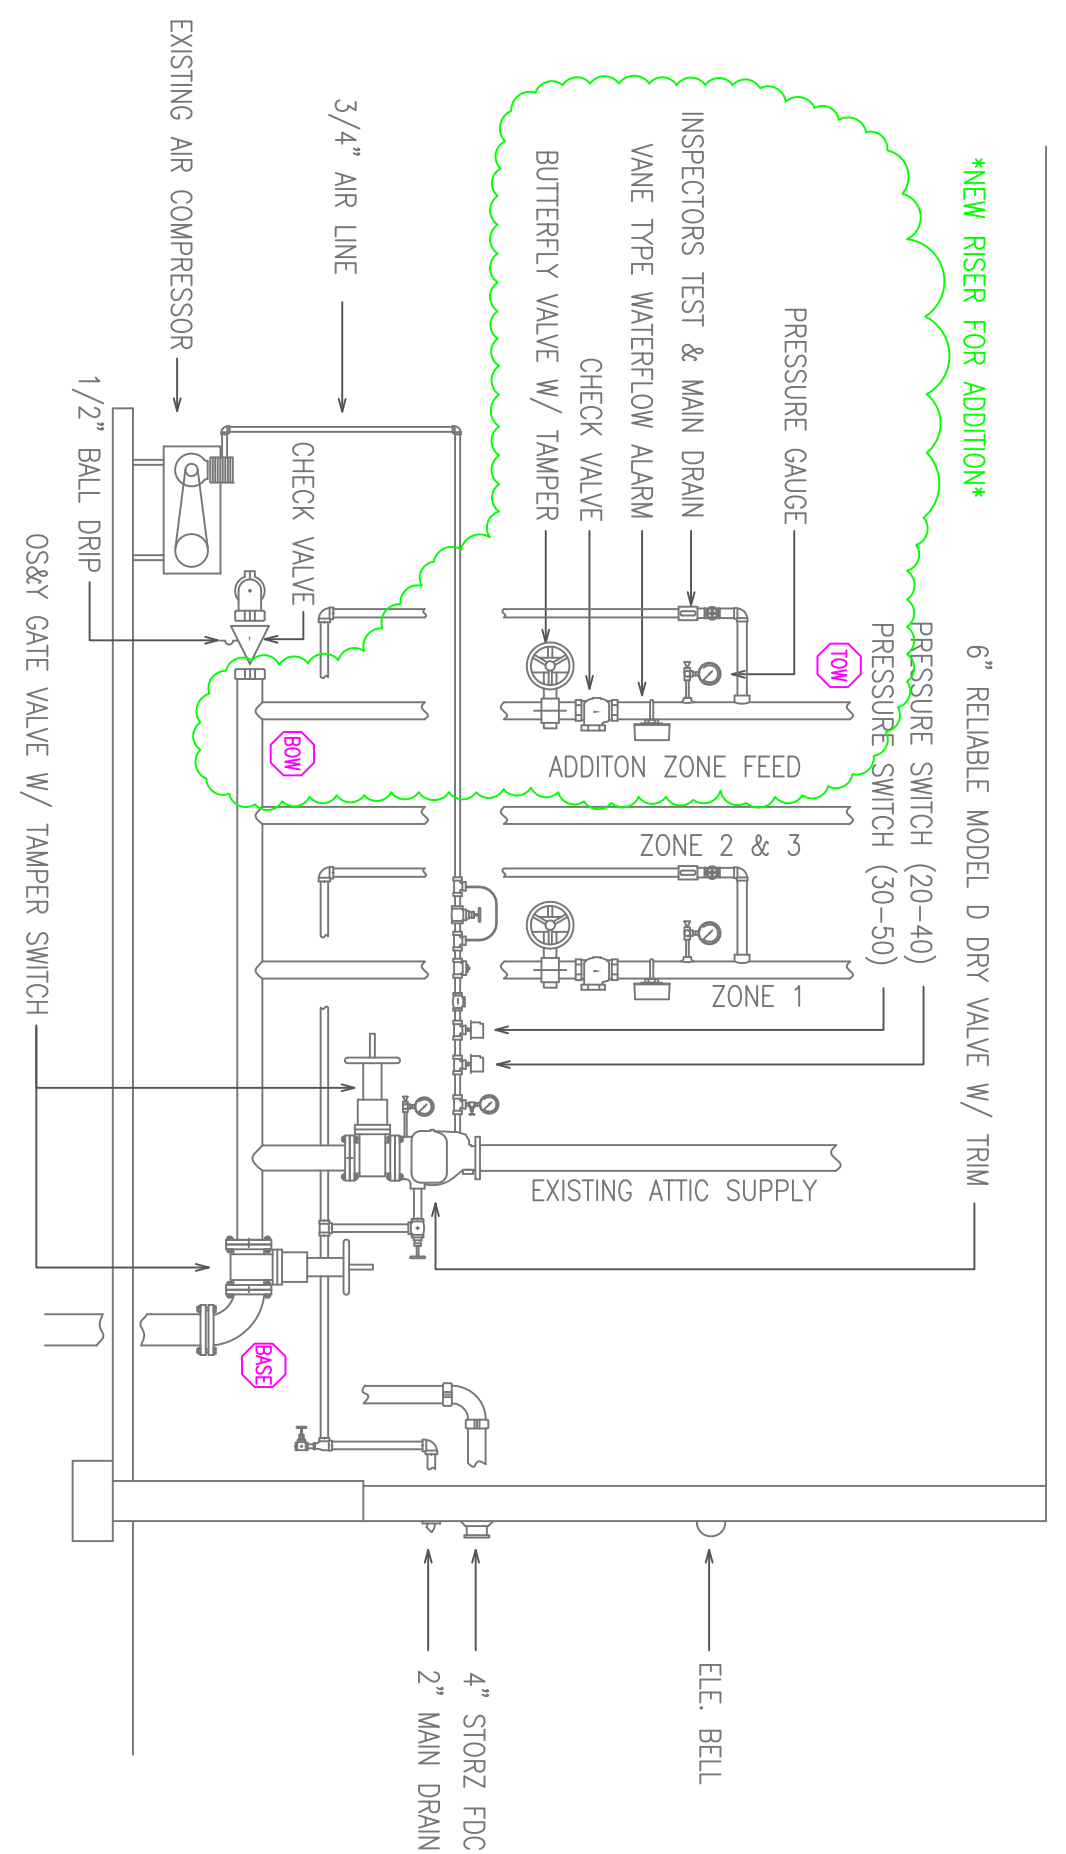 *NEW RISER FOR ADDITION*
6" RELIABLE MODEL D DRY VALVE W/ TRIM
PRESSURE SWITCH (20-40)
PRESSURE SWITCH (30-50)
PRESSURE GAUGE
INSPECTORS TEST & MAIN DRAIN
VANE TYPE WATERFLOW ALARM
CHECK VALVE
BUTTERFLY VALVE W/ TAMPER
3/4" AIR LINE
CHECK VALVE
EXISTING AIR COMPRESSOR
1/2" BALL DRIP
OS&Y GATE VALVE W/ TAMPER SWITCH
TOW
BOW
BASE
ADDITON ZONE FEED
ZONE 2 & 3
ZONE 1
EXISTING ATTIC SUPPLY
ELE. BELL
4" STORZ FDC
2" MAIN DRAIN